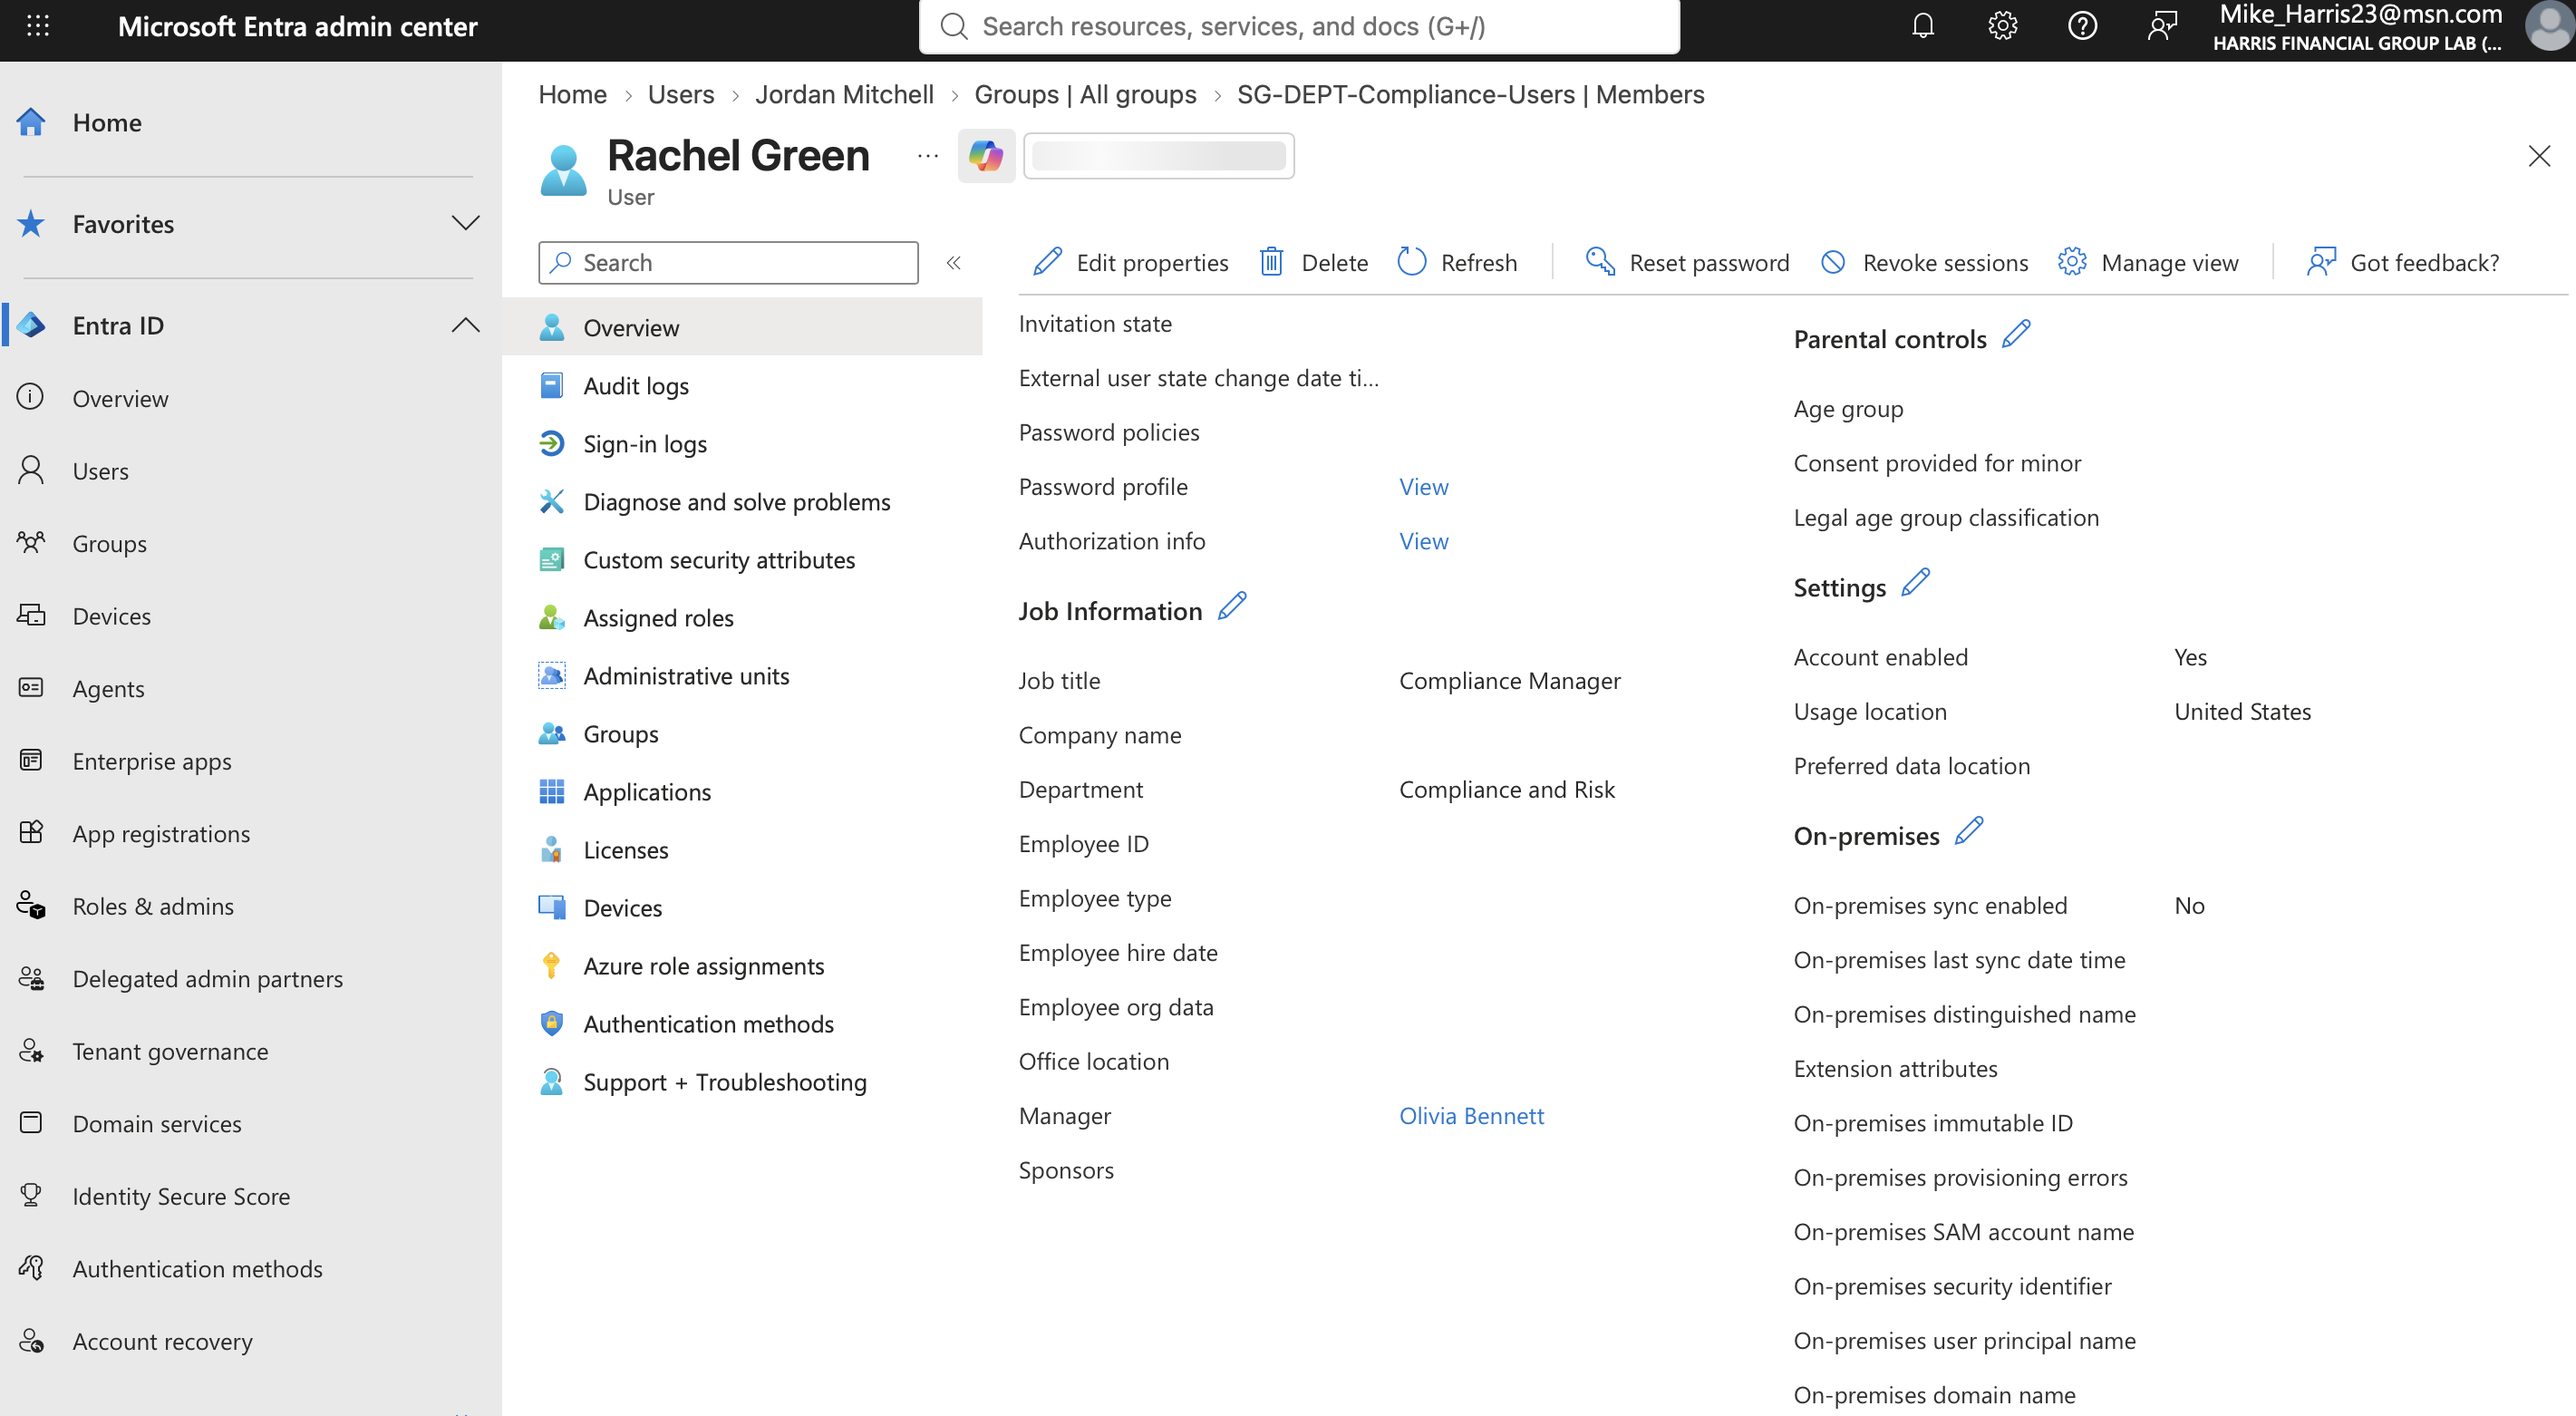 Microsoft Entra admin center
Search resources, services, and docs (G+/)
Mike_Harris23@msn.com
HARRIS FINANCIAL GROUP LAB (...
Home
Favorites
Entra ID
Overview
Users
Groups
Devices
Agents
Enterprise apps
App registrations
Roles & admins
Delegated admin partners
Tenant governance
Domain services
Identity Secure Score
Authentication methods
Account recovery
Home > Users > Jordan Mitchell > Groups | All groups > SG-DEPT-Compliance-Users | Members
Rachel Green ...
User
Search
Overview
Audit logs
Sign-in logs
Diagnose and solve problems
Custom security attributes
Assigned roles
Administrative units
Groups
Applications
Licenses
Devices
Azure role assignments
Authentication methods
Support + Troubleshooting
Edit properties Delete Refresh Reset password Revoke sessions Manage view Got feedback?
Invitation state
External user state change date ti...
Password policies
Password profile View
Authorization info View
Job Information
Job title Compliance Manager
Company name
Department Compliance and Risk
Employee ID
Employee type
Employee hire date
Employee org data
Office location
Manager Olivia Bennett
Sponsors
Parental controls
Age group
Consent provided for minor
Legal age group classification
Settings
Account enabled Yes
Usage location United States
Preferred data location
On-premises
On-premises sync enabled No
On-premises last sync date time
On-premises distinguished name
Extension attributes
On-premises immutable ID
On-premises provisioning errors
On-premises SAM account name
On-premises security identifier
On-premises user principal name
On-premises domain name